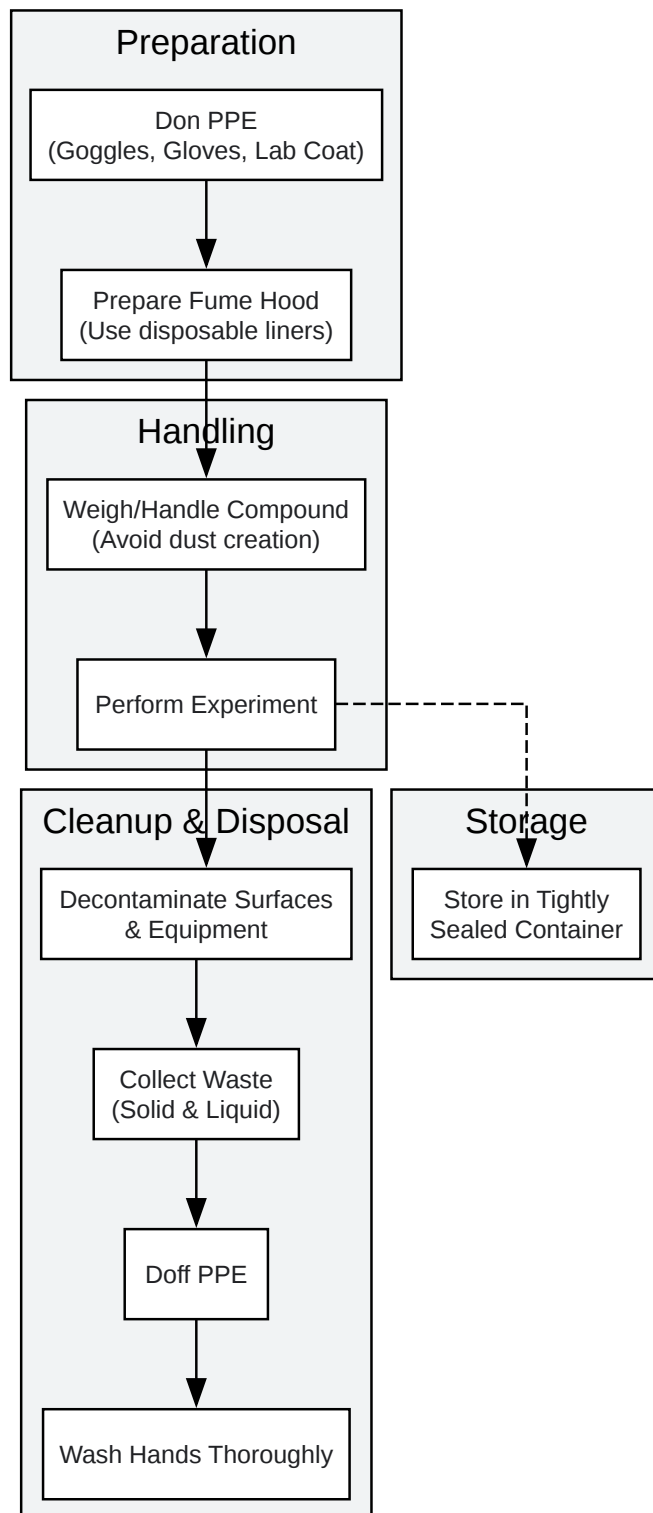 Preparation
Don PPE
(Goggles, Gloves, Lab Coat)
Prepare Fume Hood
(Use disposable liners)
Handling
Weigh/Handle Compound
(Avoid dust creation)
Perform Experiment
Cleanup & Disposal
Decontaminate Surfaces
& Equipment
Collect Waste
(Solid & Liquid)
Doff PPE
Wash Hands Thoroughly
Storage
Store in Tightly
Sealed Container